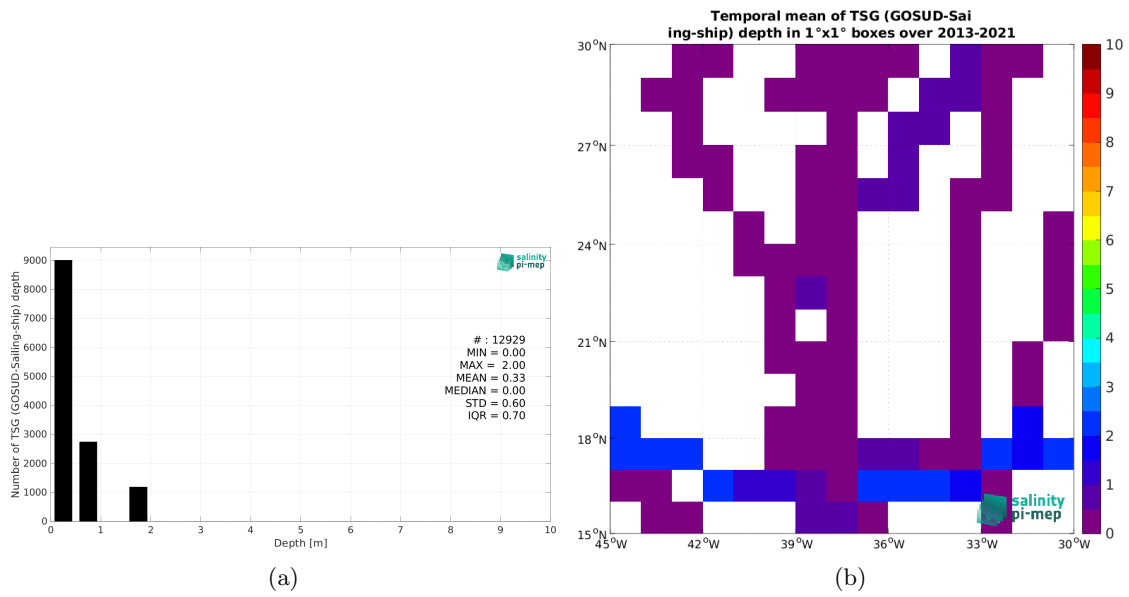 Number of TSG (GOSUD-Sailing-ship) depth
9000
8000
7000
6000
5000
4000
3000
2000
1000
0
0 1 2 3 4 5 6 7 8 9 10
Depth [m]
salinity
pi-mep
# : 12929
MIN = 0.00
MAX = 2.00
MEAN = 0.33
MEDIAN = 0.00
STD = 0.60
IQR = 0.70
(a)
Temporal mean of TSG (GOSUD-Sai
ing-ship) depth in 1°x1° boxes over 2013-2021
30°N
27°N
24°N
21°N
18°N
15°N
45°W 42°W 39°W 36°W 33°W 30°W
salinity
pi-mep
10
9
8
7
6
5
4
3
2
1
0
(b)